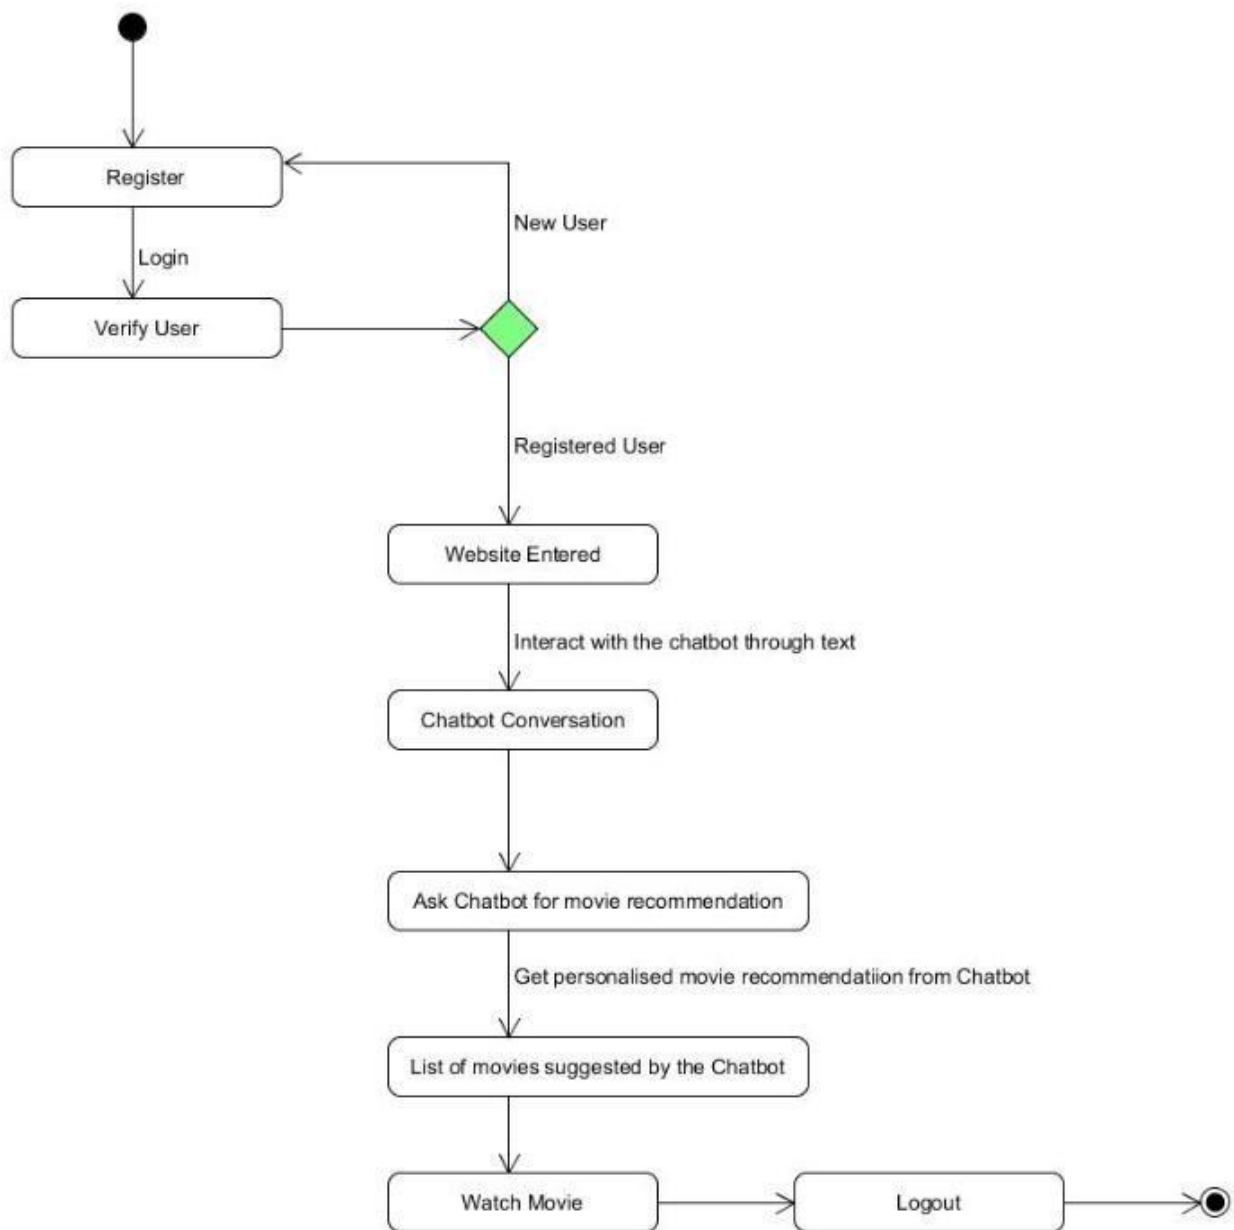 Register
New User
Login
Verify User
Registered User
Website Entered
Interact with the chatbot through text
Chatbot Conversation
Ask Chatbot for movie recommendation
Get personalised movie recommendatiion from Chatbot
List of movies suggested by the Chatbot
Watch Movie
Logout